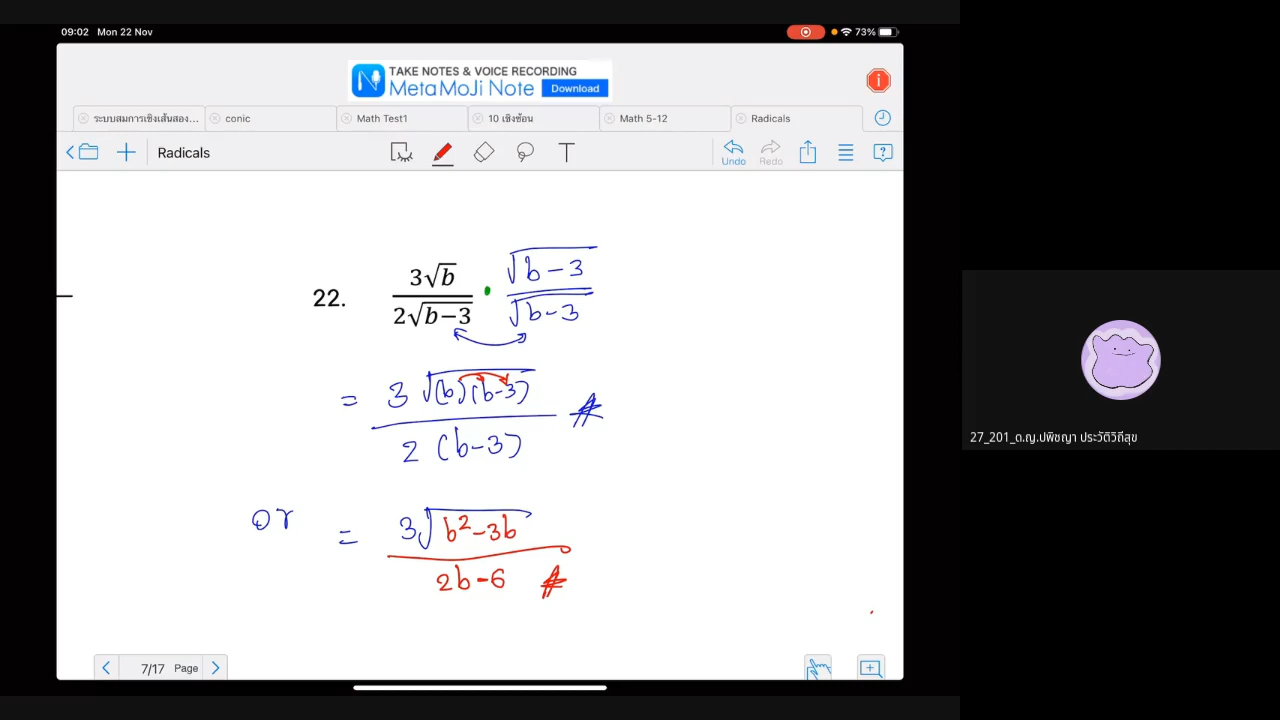 09:02 Mon 22 Nov
73%
TAKE NOTES & VOICE RECORDING
MetaMoJi Note Download
ระบบสมการเชิงเส้นสอง...
conic
Math Test1
10 เชิงซ้อน
Math 5-12
Radicals
Radicals
T
Undo
Redo
22. 3√b / 2√(b−3) · √(b−3) / √(b−3)
= 3√((b)(b-3)) / 2(b-3)
or = 3√(b²-3b) / 2b-6
7/17 Page
27_201_ด.ญ.ปพิชญา ประวัติวิถีสุข